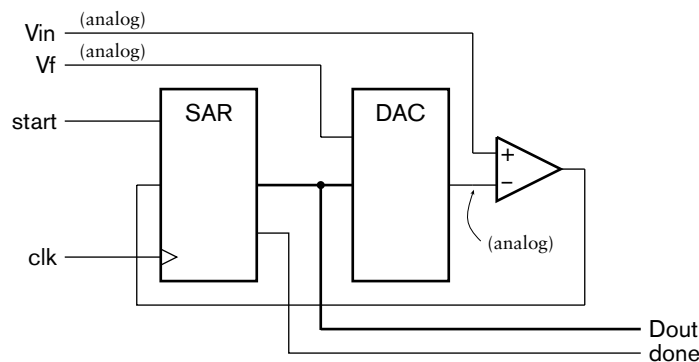 Vin (analog)
Vf (analog)
SAR
DAC
start
+
−
(analog)
clk
Dout
done